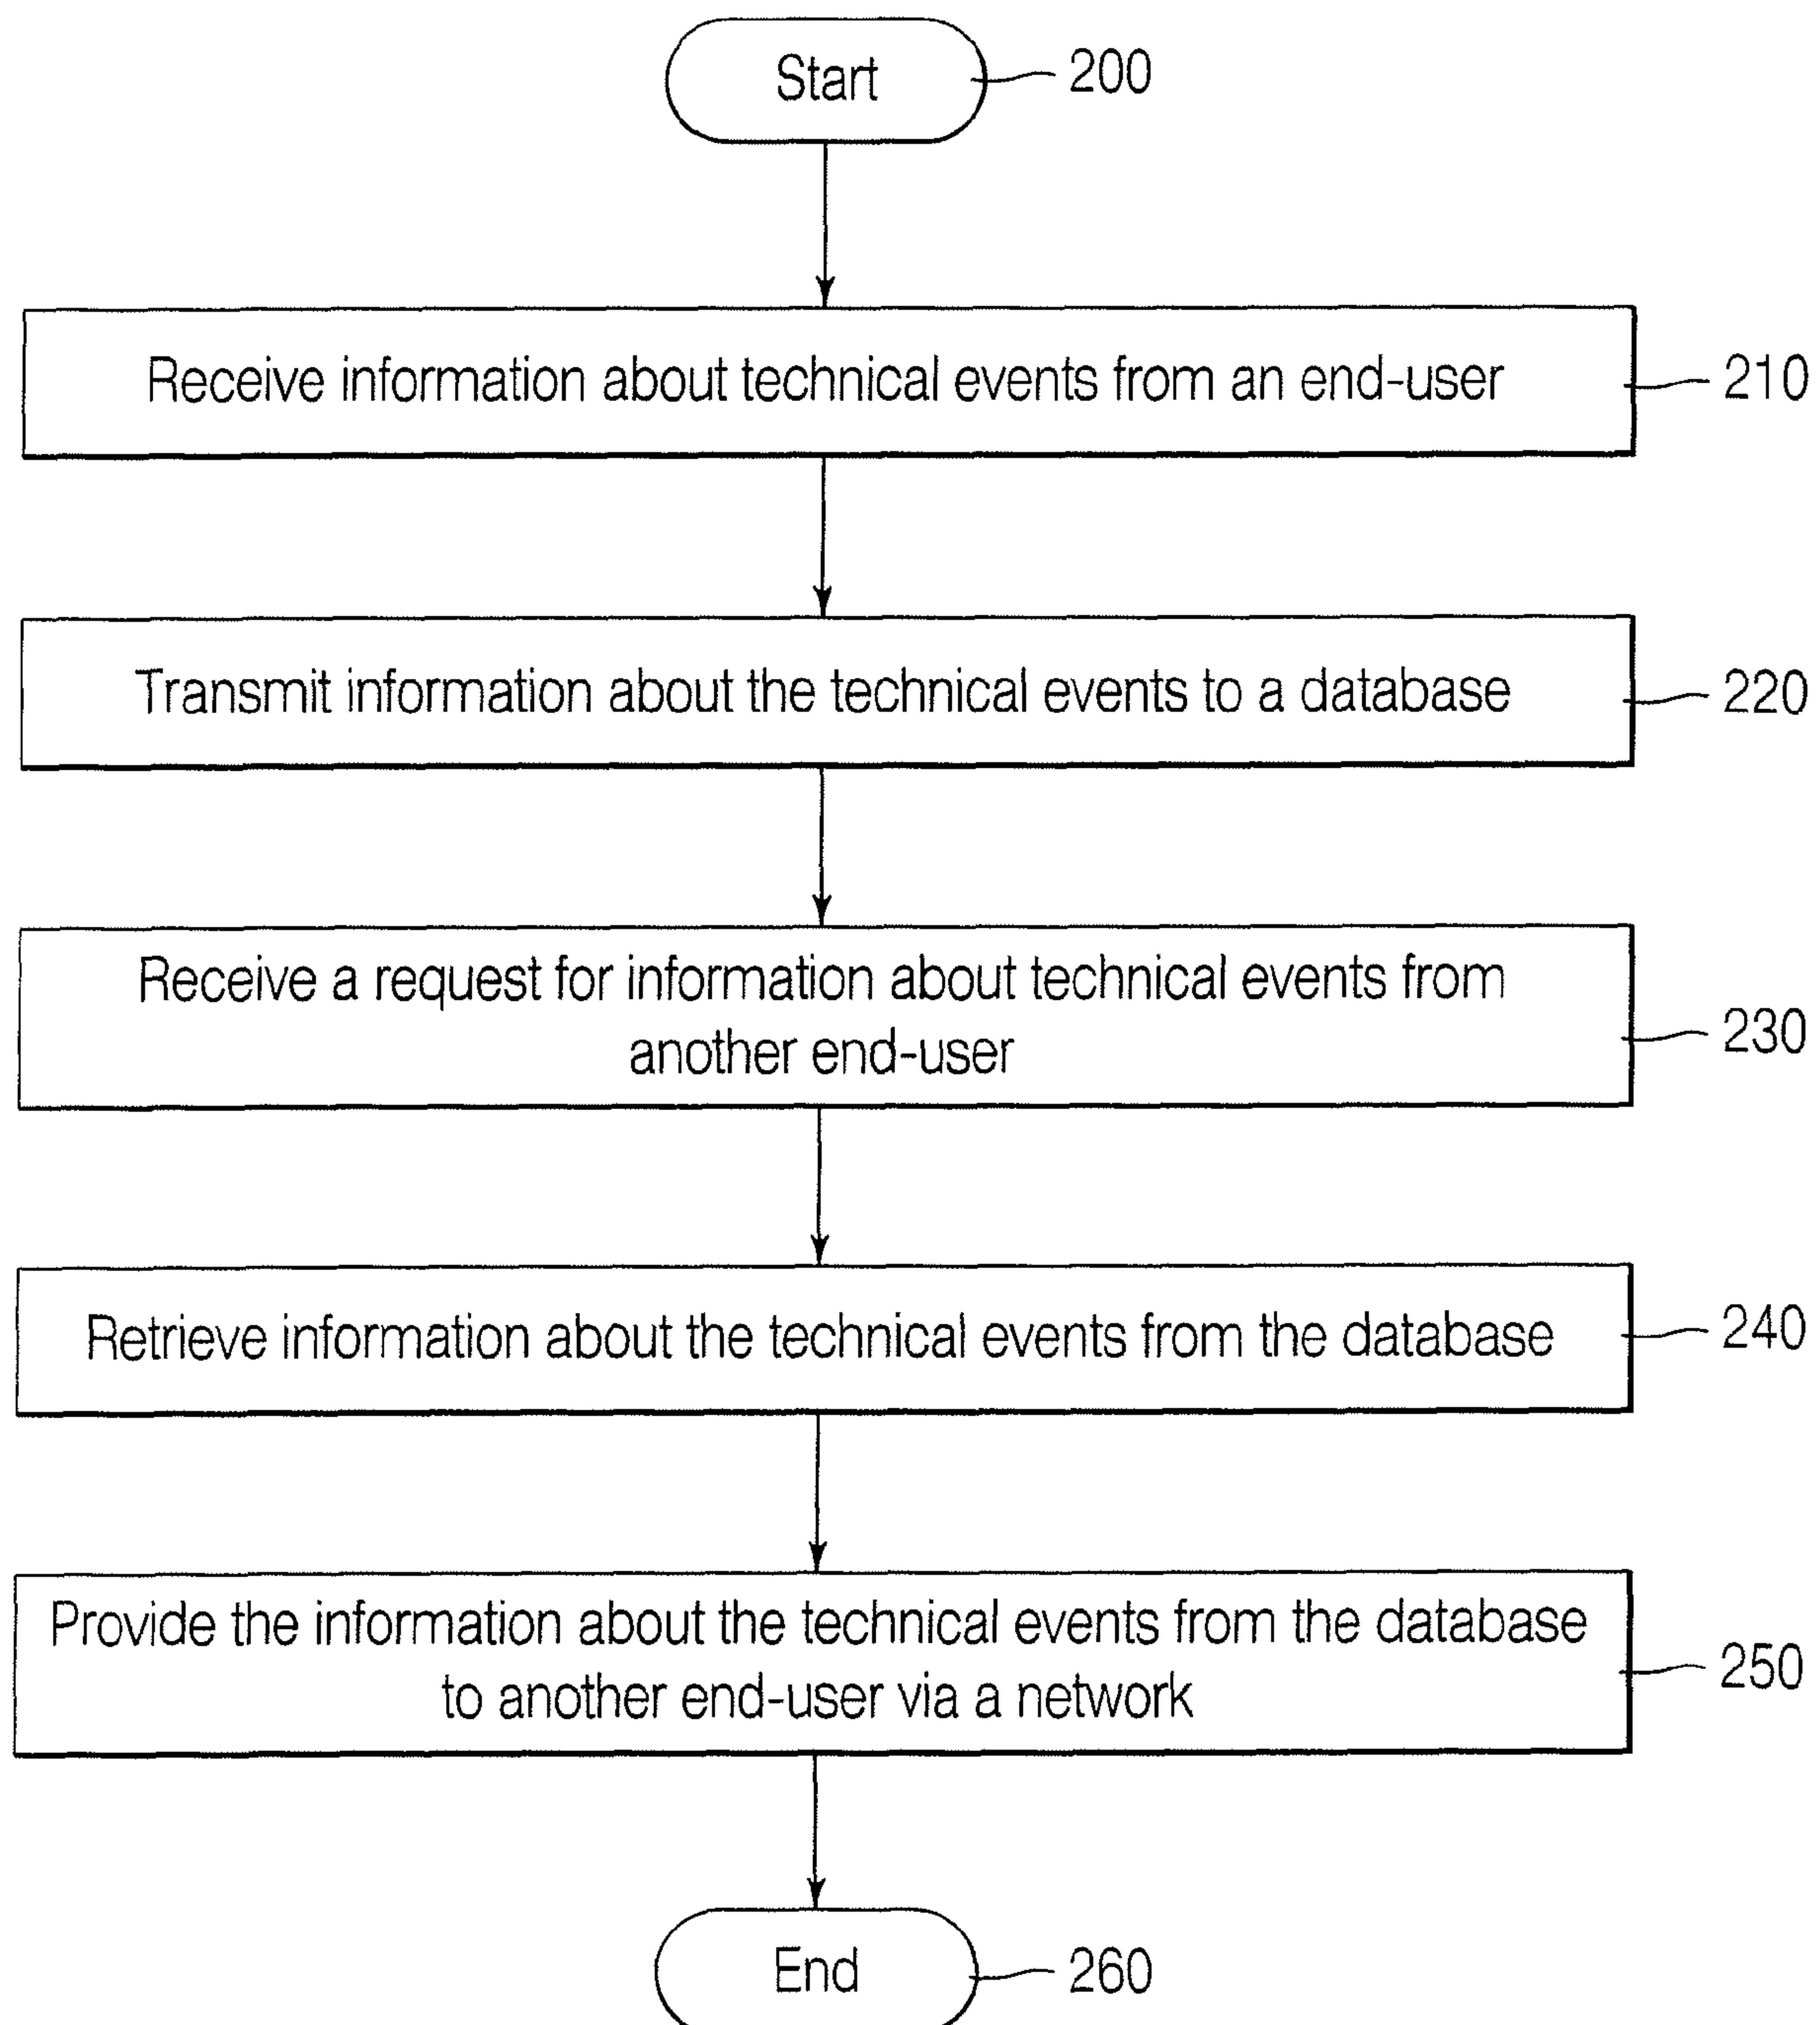 Start
200
Receive information about technical events from an end-user
210
Transmit information about the technical events to a database
220
Receive a request for information about technical events from
another end-user
230
Retrieve information about the technical events from the database
240
Provide the information about the technical events from the database
to another end-user via a network
250
End
260